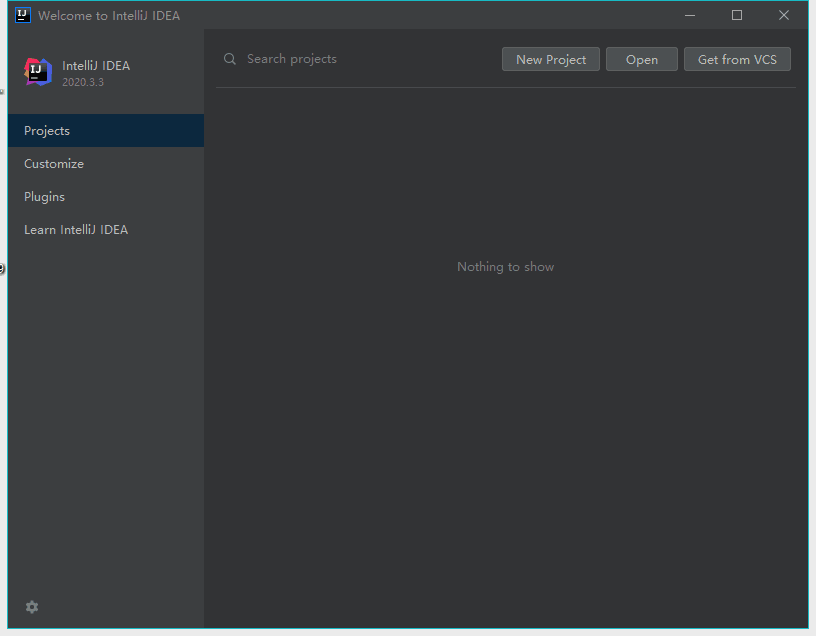 Welcome to IntelliJ IDEA
IJ
IntelliJ IDEA
2020.3.3
Projects
Customize
Plugins
Learn IntelliJ IDEA
Search projects
New Project
Open
Get from VCS
Nothing to show